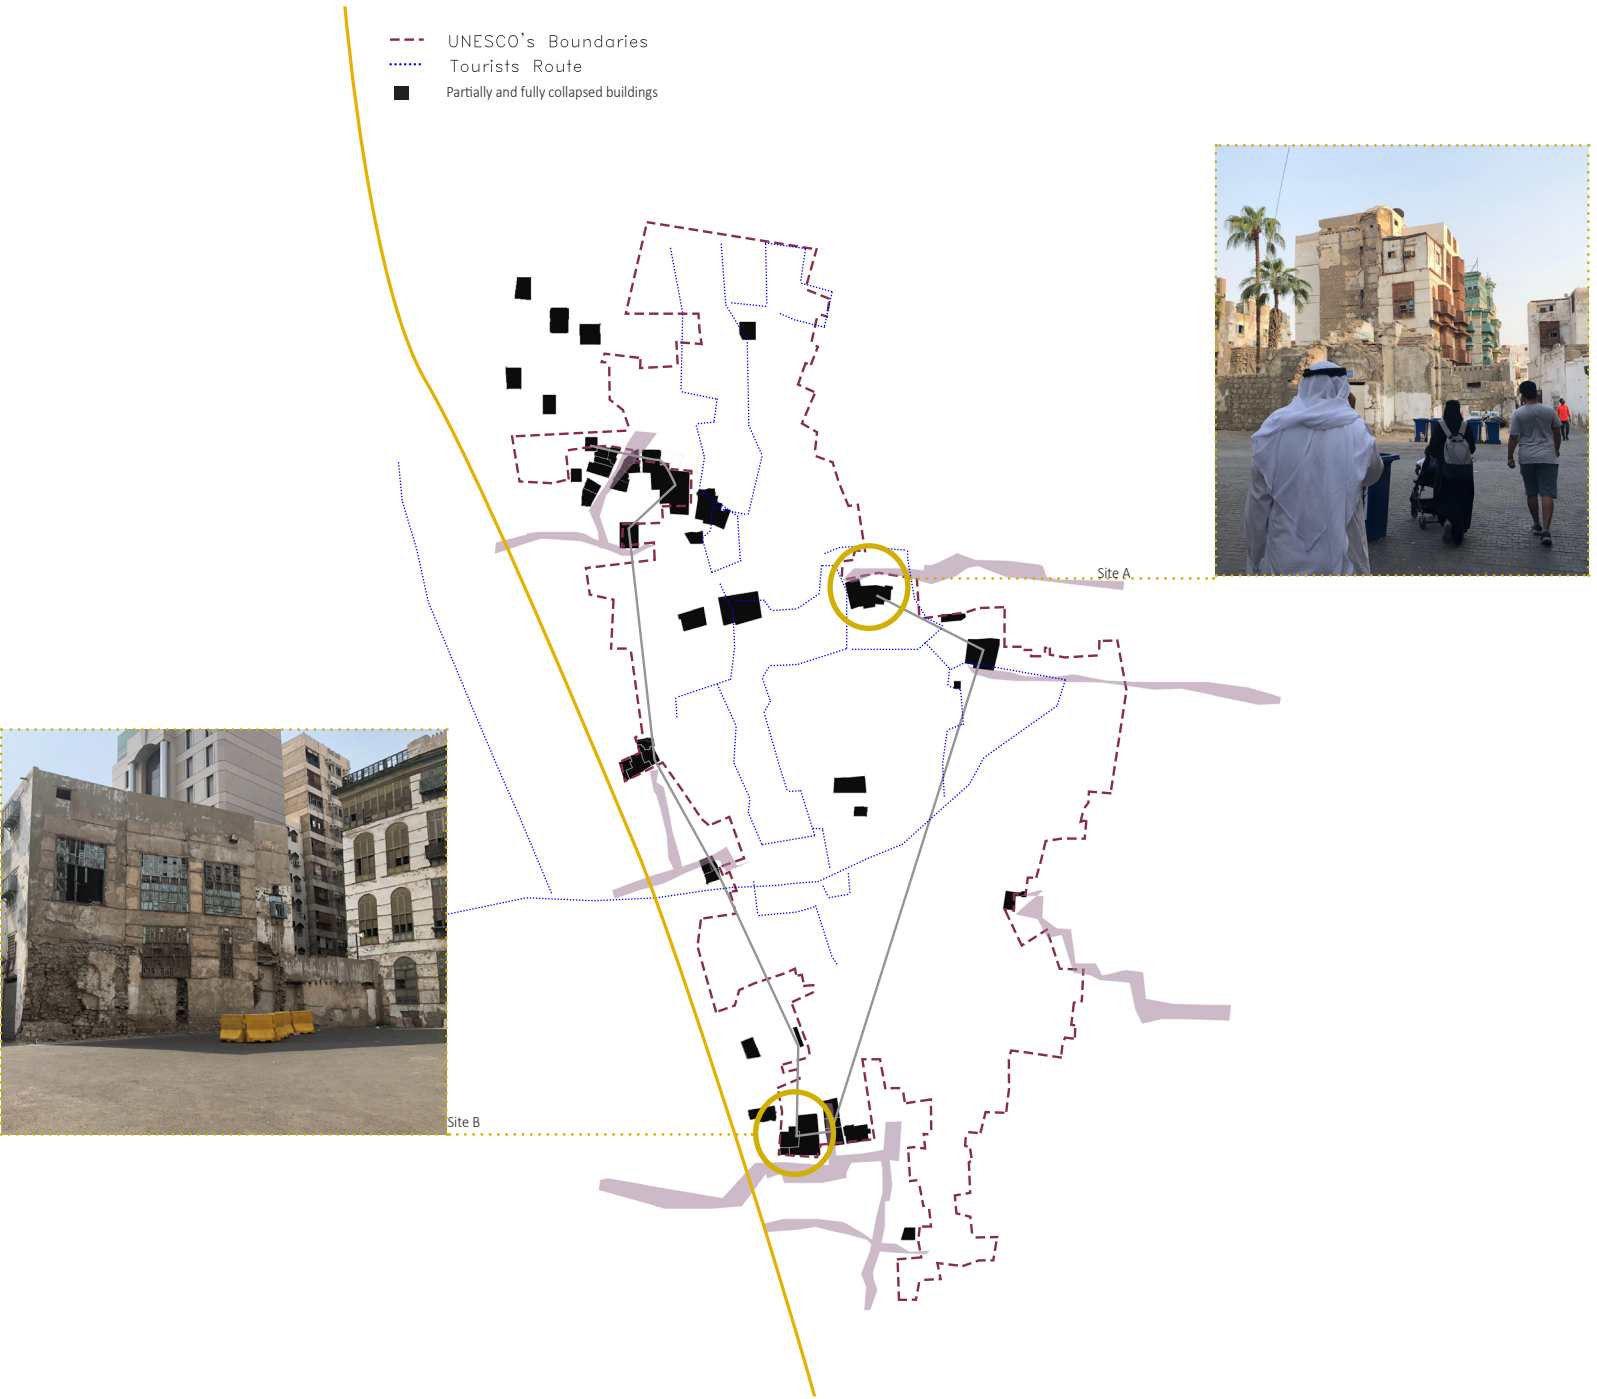 UNESCO's Boundaries
Tourists Route
Partially and fully collapsed buildings
Site A
Site B